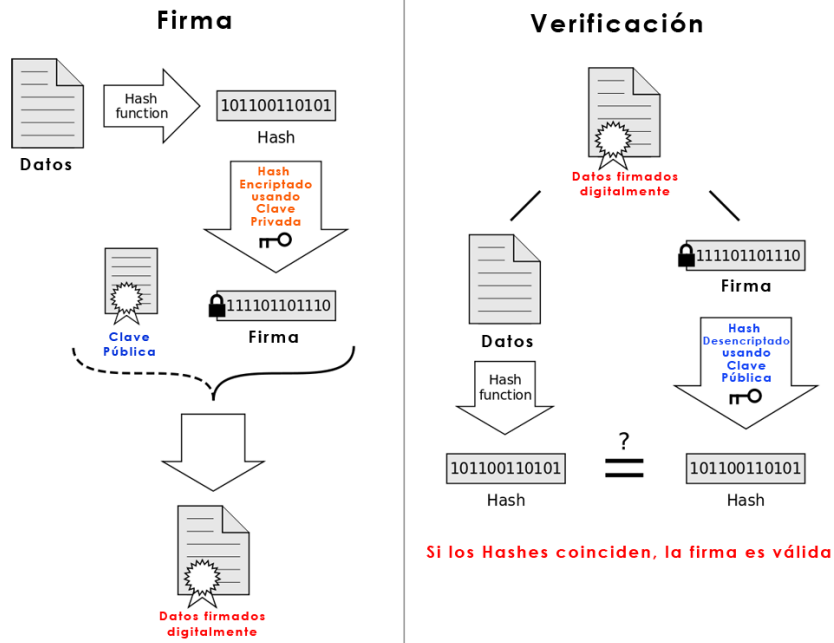 Firma
Hash
function
101100110101
Hash
Datos
Hash
Encriptado
usando
Clave
Privada
111101101110
Firma
Clave
Pública
Datos firmados
digitalmente
Verificación
Datos firmados
digitalmente
111101101110
Firma
Datos
Hash
Desencriptado
usando
Clave
Pública
Hash
function
?
101100110101
101100110101
Hash
Hash
Si los Hashes coinciden, la firma es válida